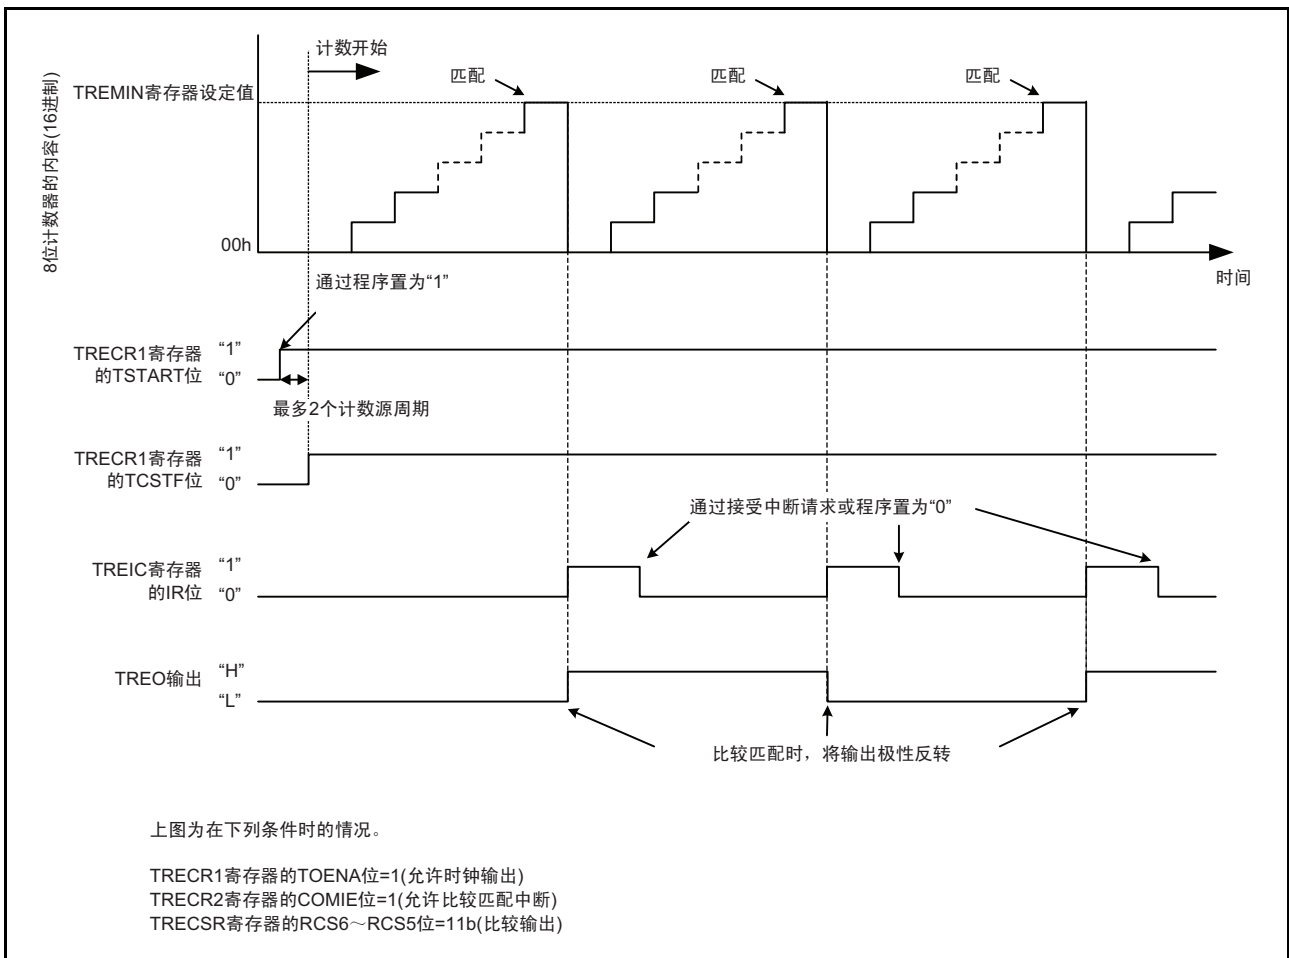 计数开始
匹配
匹配
匹配
TREMIN寄存器设定值
8位计数器的内容(16进制)
00h
时间
通过程序置为“1”
TRECR1寄存器 “1”
的TSTART位 “0”
最多2个计数源周期
TRECR1寄存器 “1”
的TCSTF位 “0”
通过接受中断请求或程序置为“0”
TREIC寄存器 “1”
的IR位 “0”
TREO输出 “H”
“L”
比较匹配时，将输出极性反转
上图为在下列条件时的情况。
TRECR1寄存器的TOENA位=1(允许时钟输出)
TRECR2寄存器的COMIE位=1(允许比较匹配中断)
TRECSR寄存器的RCS6～RCS5位=11b(比较输出)